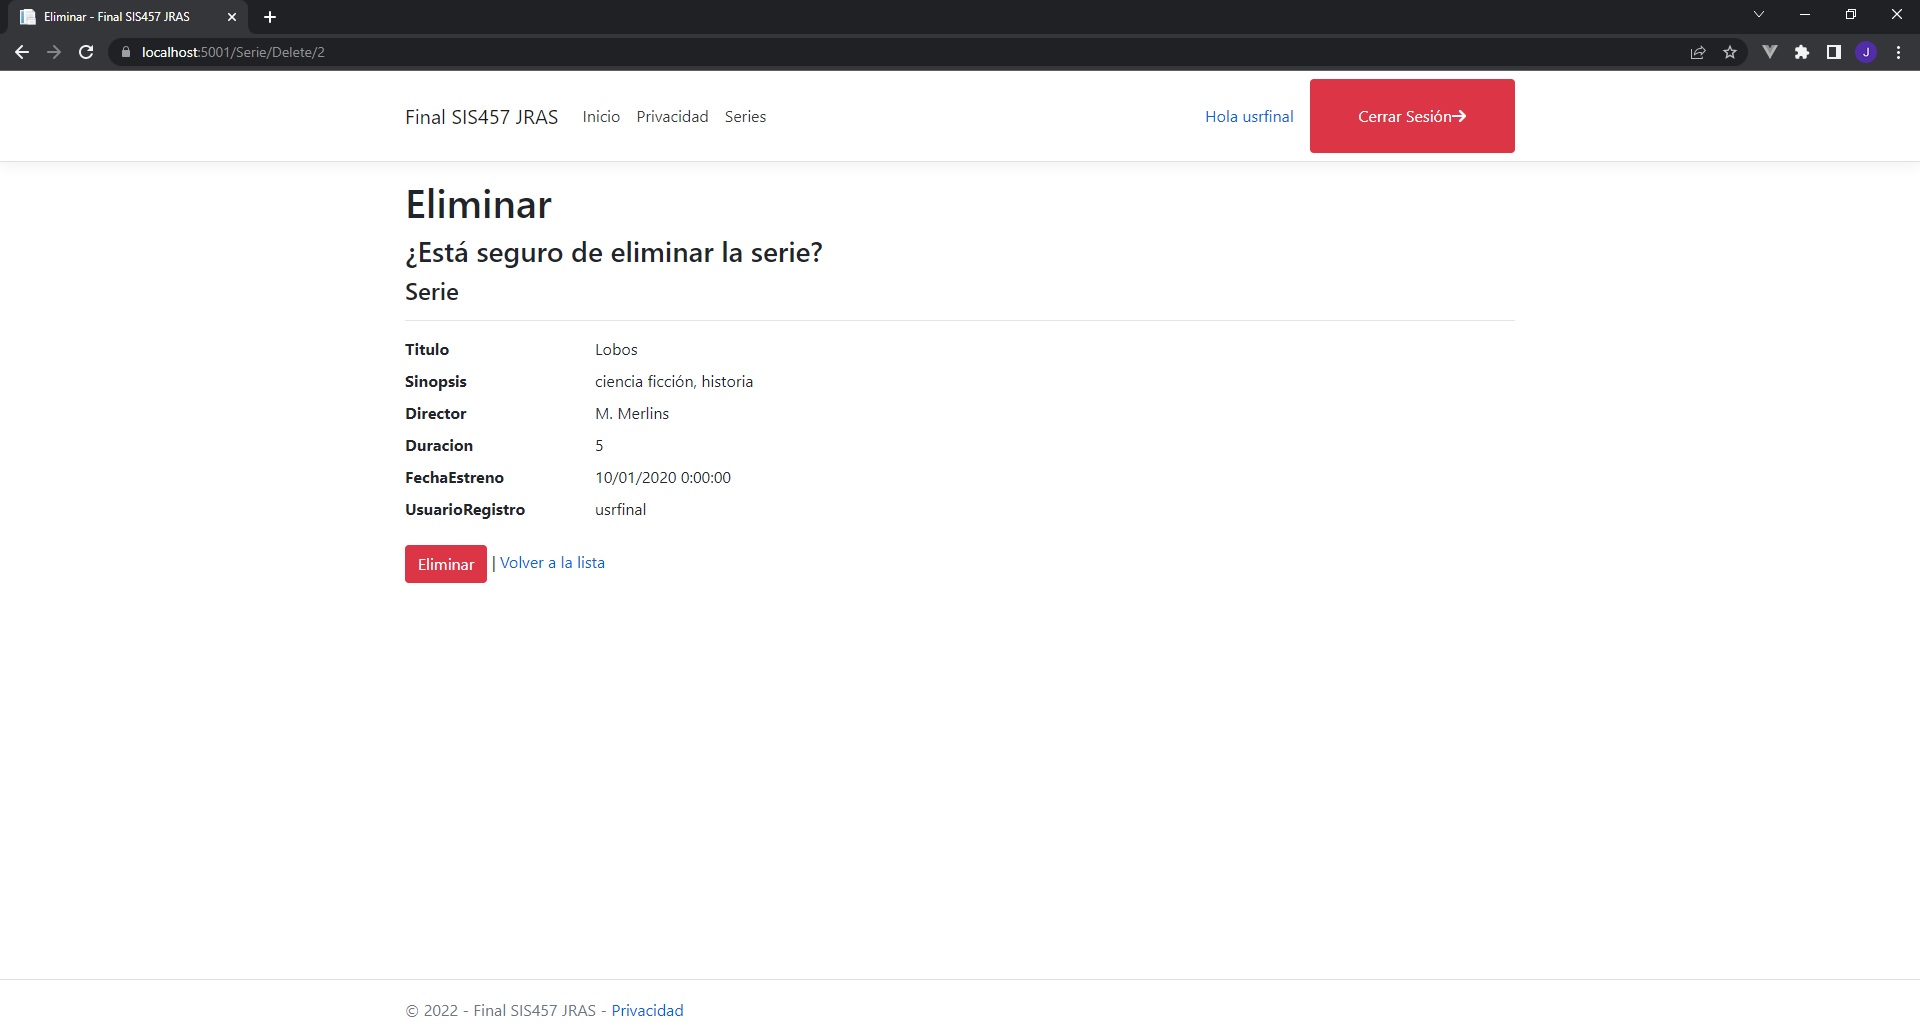 Eliminar - Final SIS457 JRAS
localhost:5001/Serie/Delete/2
J
Final SIS457 JRAS Inicio Privacidad Series Hola usrfinal Cerrar Sesión→
Eliminar
¿Está seguro de eliminar la serie?
Serie
Titulo Lobos
Sinopsis ciencia ficción, historia
Director M. Merlins
Duracion 5
FechaEstreno 10/01/2020 0:00:00
UsuarioRegistro usrfinal
Eliminar | Volver a la lista
© 2022 - Final SIS457 JRAS - Privacidad